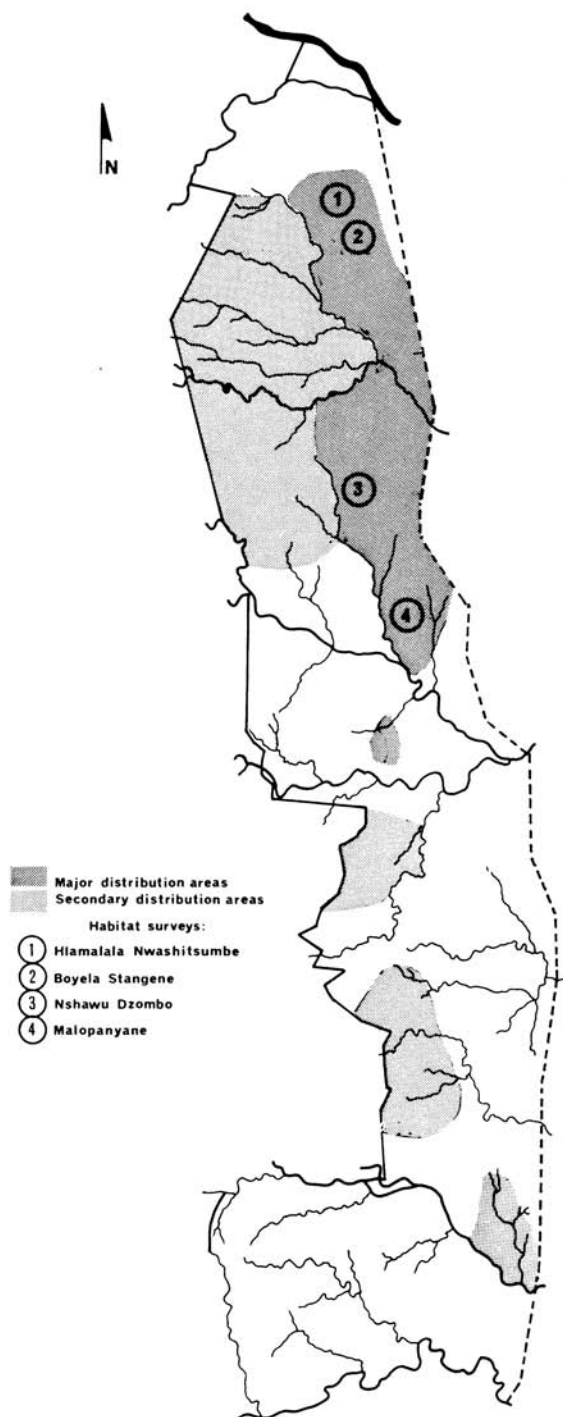 N
1
2
3
4
Major distribution areas
Secondary distribution areas
Habitat surveys:
1 Hlamalala Nwashitsumbe
2 Boyela Stangene
3 Nshawu Dzombo
4 Malopanyane